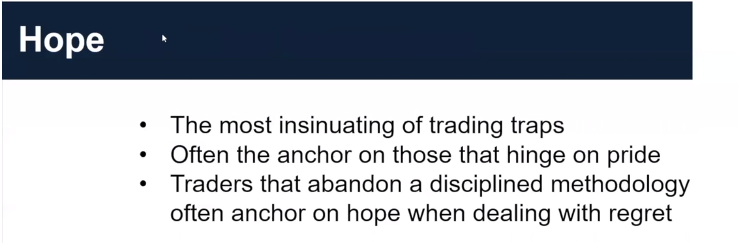 Hope
• The most insinuating of trading traps
• Often the anchor on those that hinge on pride
• Traders that abandon a disciplined methodology
often anchor on hope when dealing with regret